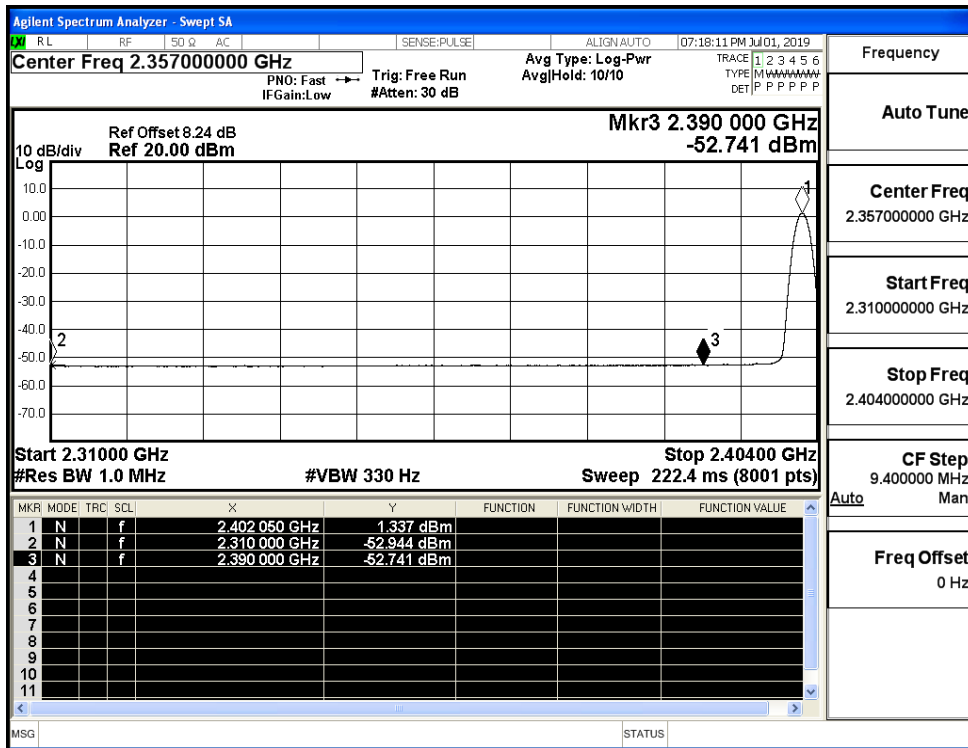 Agilent Spectrum Analyzer - Swept SA
LXI RL RF 50 Ω AC SENSE:PULSE ALIGNAUTO 07:18:11 PM Jul 01, 2019
Center Freq 2.357000000 GHz
PNO: Fast
IFGain:Low
Trig: Free Run
#Atten: 30 dB
Avg Type: Log-Pwr
Avg|Hold: 10/10
TRACE 1 2 3 4 5 6
TYPE M WWWWW
DET P P P P P P
Mkr3 2.390 000 GHz
-52.741 dBm
Ref Offset 8.24 dB
10 dB/div Ref 20.00 dBm
Log
10.0
0.00
-10.0
-20.0
-30.0
-40.0
-50.0
-60.0
-70.0
1
2
3
Start 2.31000 GHz Stop 2.40400 GHz
#Res BW 1.0 MHz #VBW 330 Hz Sweep 222.4 ms (8001 pts)
MKR MODE TRC SCL X Y FUNCTION FUNCTION WIDTH FUNCTION VALUE
1 N f 2.402 050 GHz 1.337 dBm
2 N f 2.310 000 GHz -52.944 dBm
3 N f 2.390 000 GHz -52.741 dBm
4
5
6
7
8
9
10
11
MSG STATUS
Frequency
Auto Tune
Center Freq
2.357000000 GHz
Start Freq
2.310000000 GHz
Stop Freq
2.404000000 GHz
CF Step
9.400000 MHz
Auto Man
Freq Offset
0 Hz